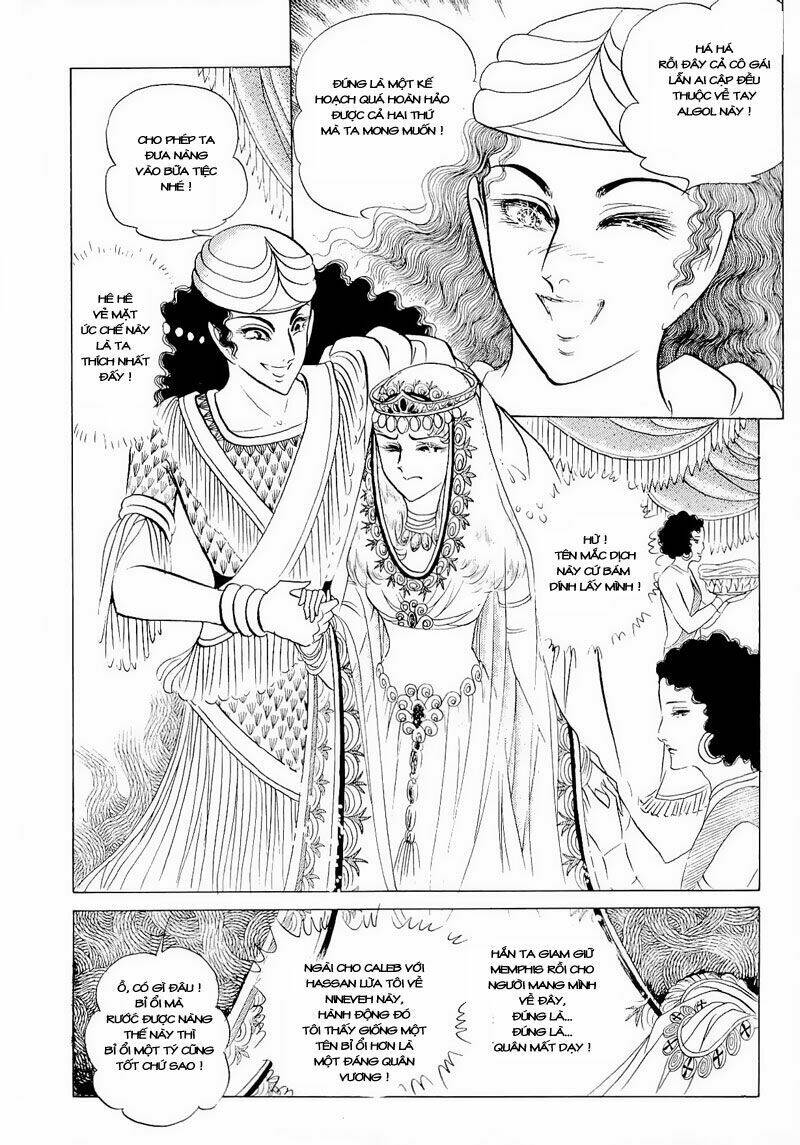 HÁ HÁ
RỒI ĐÂY CẢ CÔ GÁI
LẪN AI CẬP ĐỀU
THUỘC VỀ TAY
ALGOL NÀY !
ĐÚNG LÀ MỘT KẾ
HOẠCH QUÁ HOÀN HẢO
ĐƯỢC CẢ HAI THỨ
MÀ TA MONG MUỐN !
CHO PHÉP TA
ĐƯA NÀNG
VÀO BỮA TIỆC
NHÉ !
HÊ HÊ
VẺ MẶT
ỨC CHẾ NÀY
LÀ TA
THÍCH NHẤT
ĐẤY !
HỪ !
TÊN MẮC DỊCH
NÀY CỨ BÁM
DÍNH LẤY MÌNH !
HẮN TA GIAM GIỮ
MEMPHIS RỒI CHO
NGƯỜI MANG MÌNH
VỀ ĐÂY,
ĐÚNG LÀ...
ĐÚNG LÀ...
QUÂN MẤT DẠY !
NGÀI CHO CALEB VỚI
HASSAN LỪA TÔI VỀ
NINEVEH NÀY,
HÀNH ĐỘNG ĐÓ
TÔI THẤY GIỐNG MỘT
TÊN BỈ ỔI HƠN LÀ
MỘT ĐẤNG QUÂN
VƯƠNG !
Ồ, CÓ GÌ ĐÂU !
BỈ ỔI MÀ
RƯỚC ĐƯỢC NÀNG
THẾ NÀY THÌ
BỈ ỔI MỘT TÝ CŨNG
TỐT CHỨ SAO !